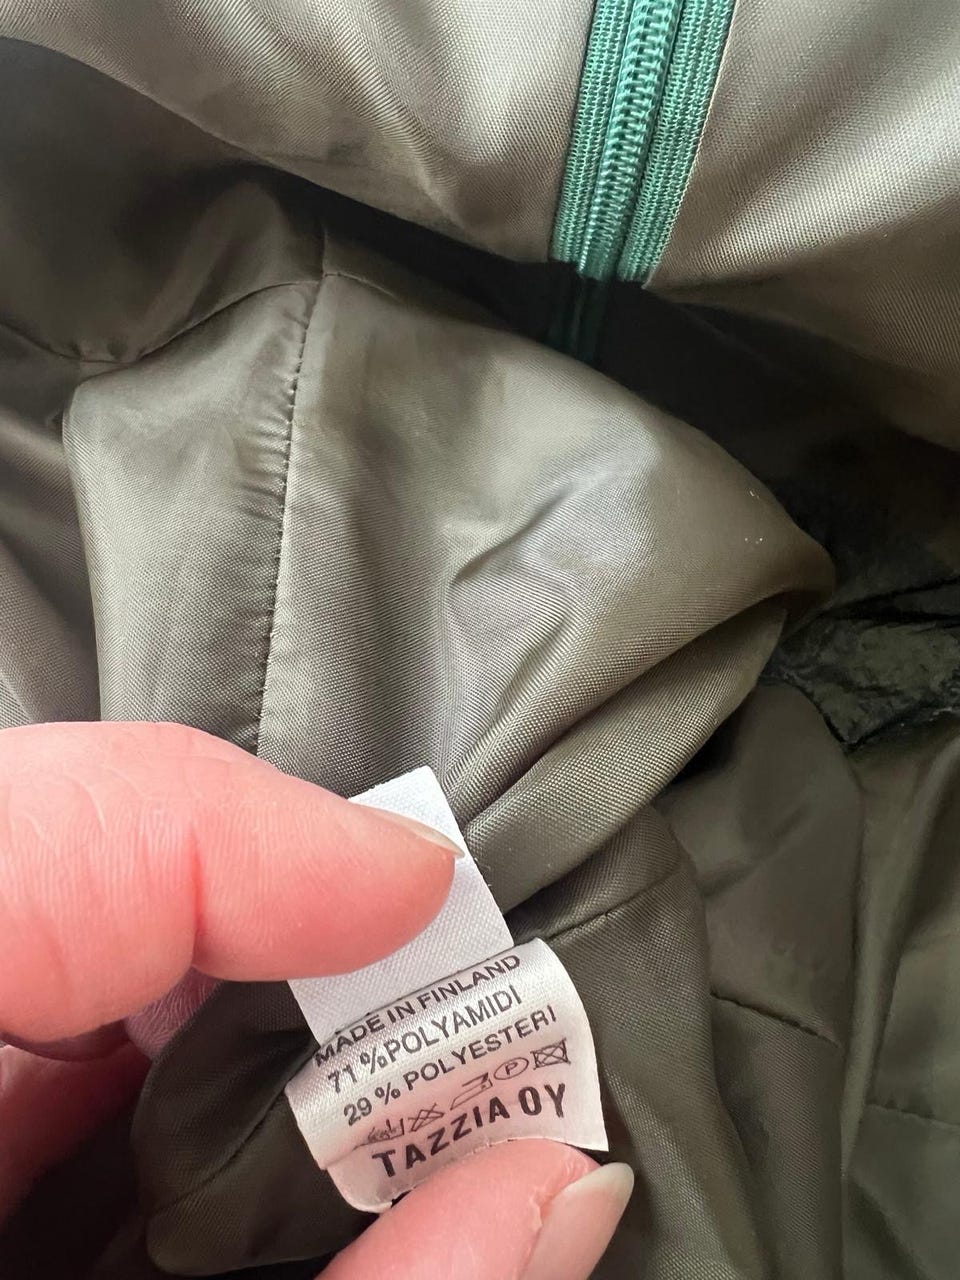 MADE IN FINLAND
71 % POLYAMIDI
29 % POLYESTERI
P
TAZZIA OY